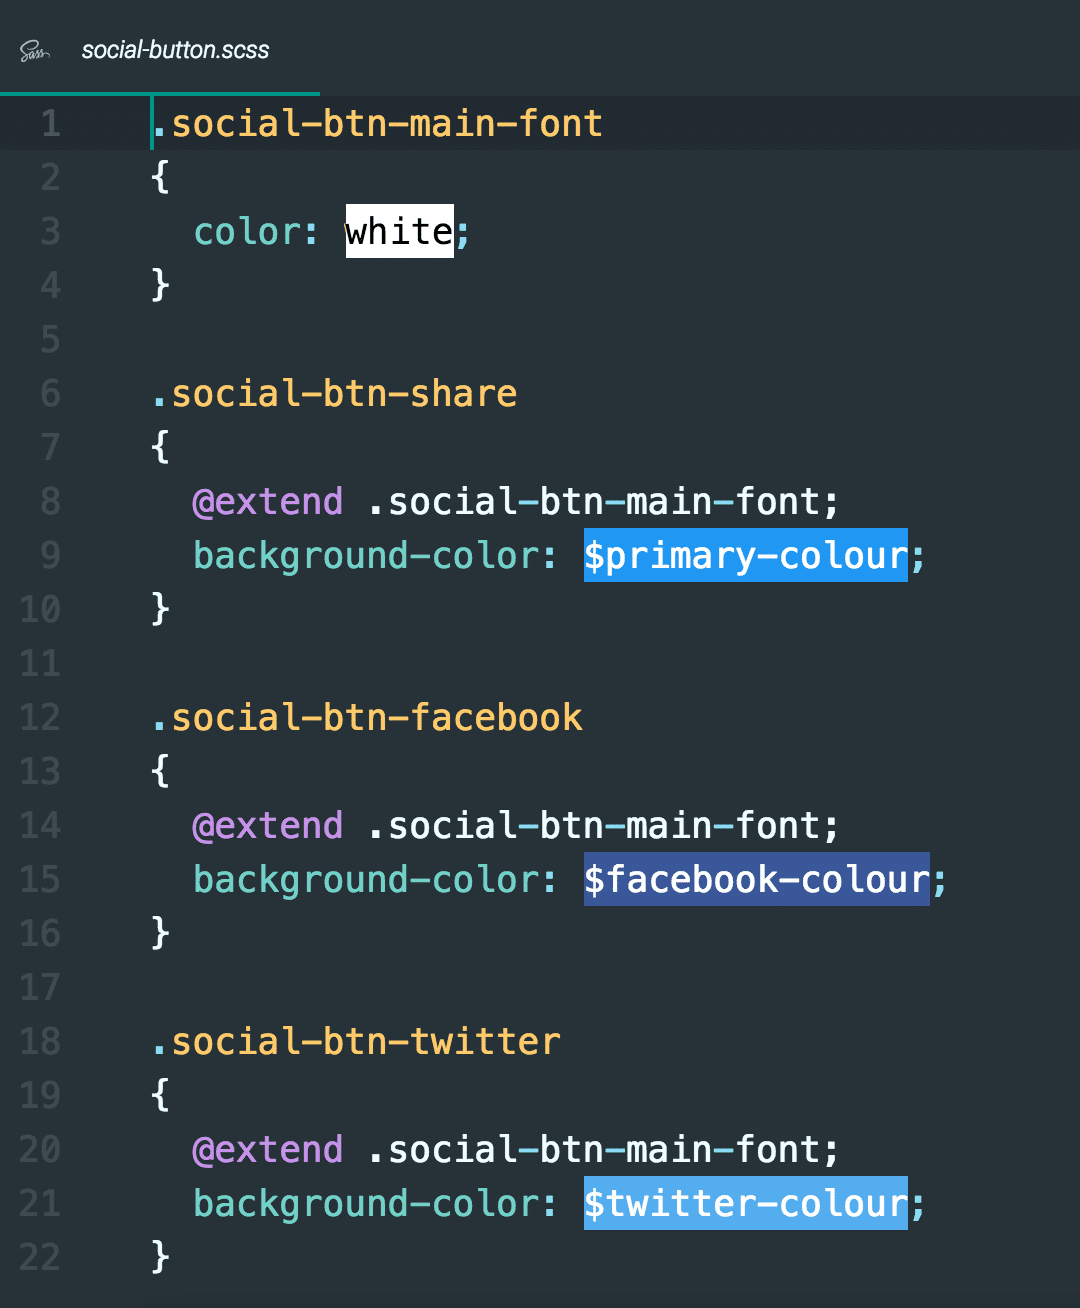 Sass social-button.scss
1 .social-btn-main-font
2 {
3 color: white;
4 }
5
6 .social-btn-share
7 {
8 @extend .social-btn-main-font;
9 background-color: $primary-colour;
10 }
11
12 .social-btn-facebook
13 {
14 @extend .social-btn-main-font;
15 background-color: $facebook-colour;
16 }
17
18 .social-btn-twitter
19 {
20 @extend .social-btn-main-font;
21 background-color: $twitter-colour;
22 }